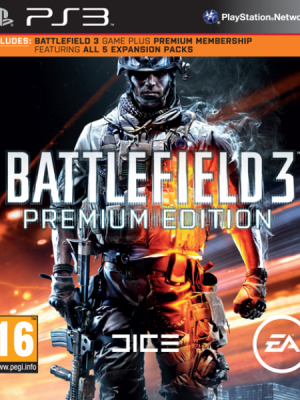 PS3
PlayStation Network
LUDES: BATTLEFIELD 3 GAME PLUS PREMIUM MEMBERSHIP
FEATURING ALL 5 EXPANSION PACKS
BATTLEFIELD 3
PREMIUM EDITION
16
www.pegi.info
DICE
EA